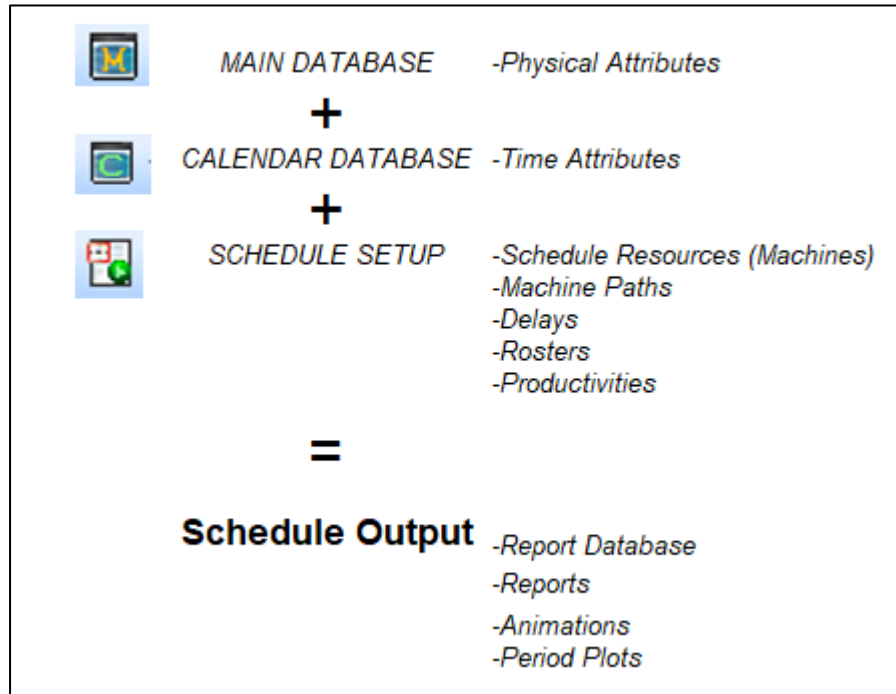 M MAIN DATABASE -Physical Attributes
+
C CALENDAR DATABASE -Time Attributes
+
SCHEDULE SETUP -Schedule Resources (Machines)
-Machine Paths
-Delays
-Rosters
-Productivities
=
Schedule Output -Report Database
-Reports
-Animations
-Period Plots